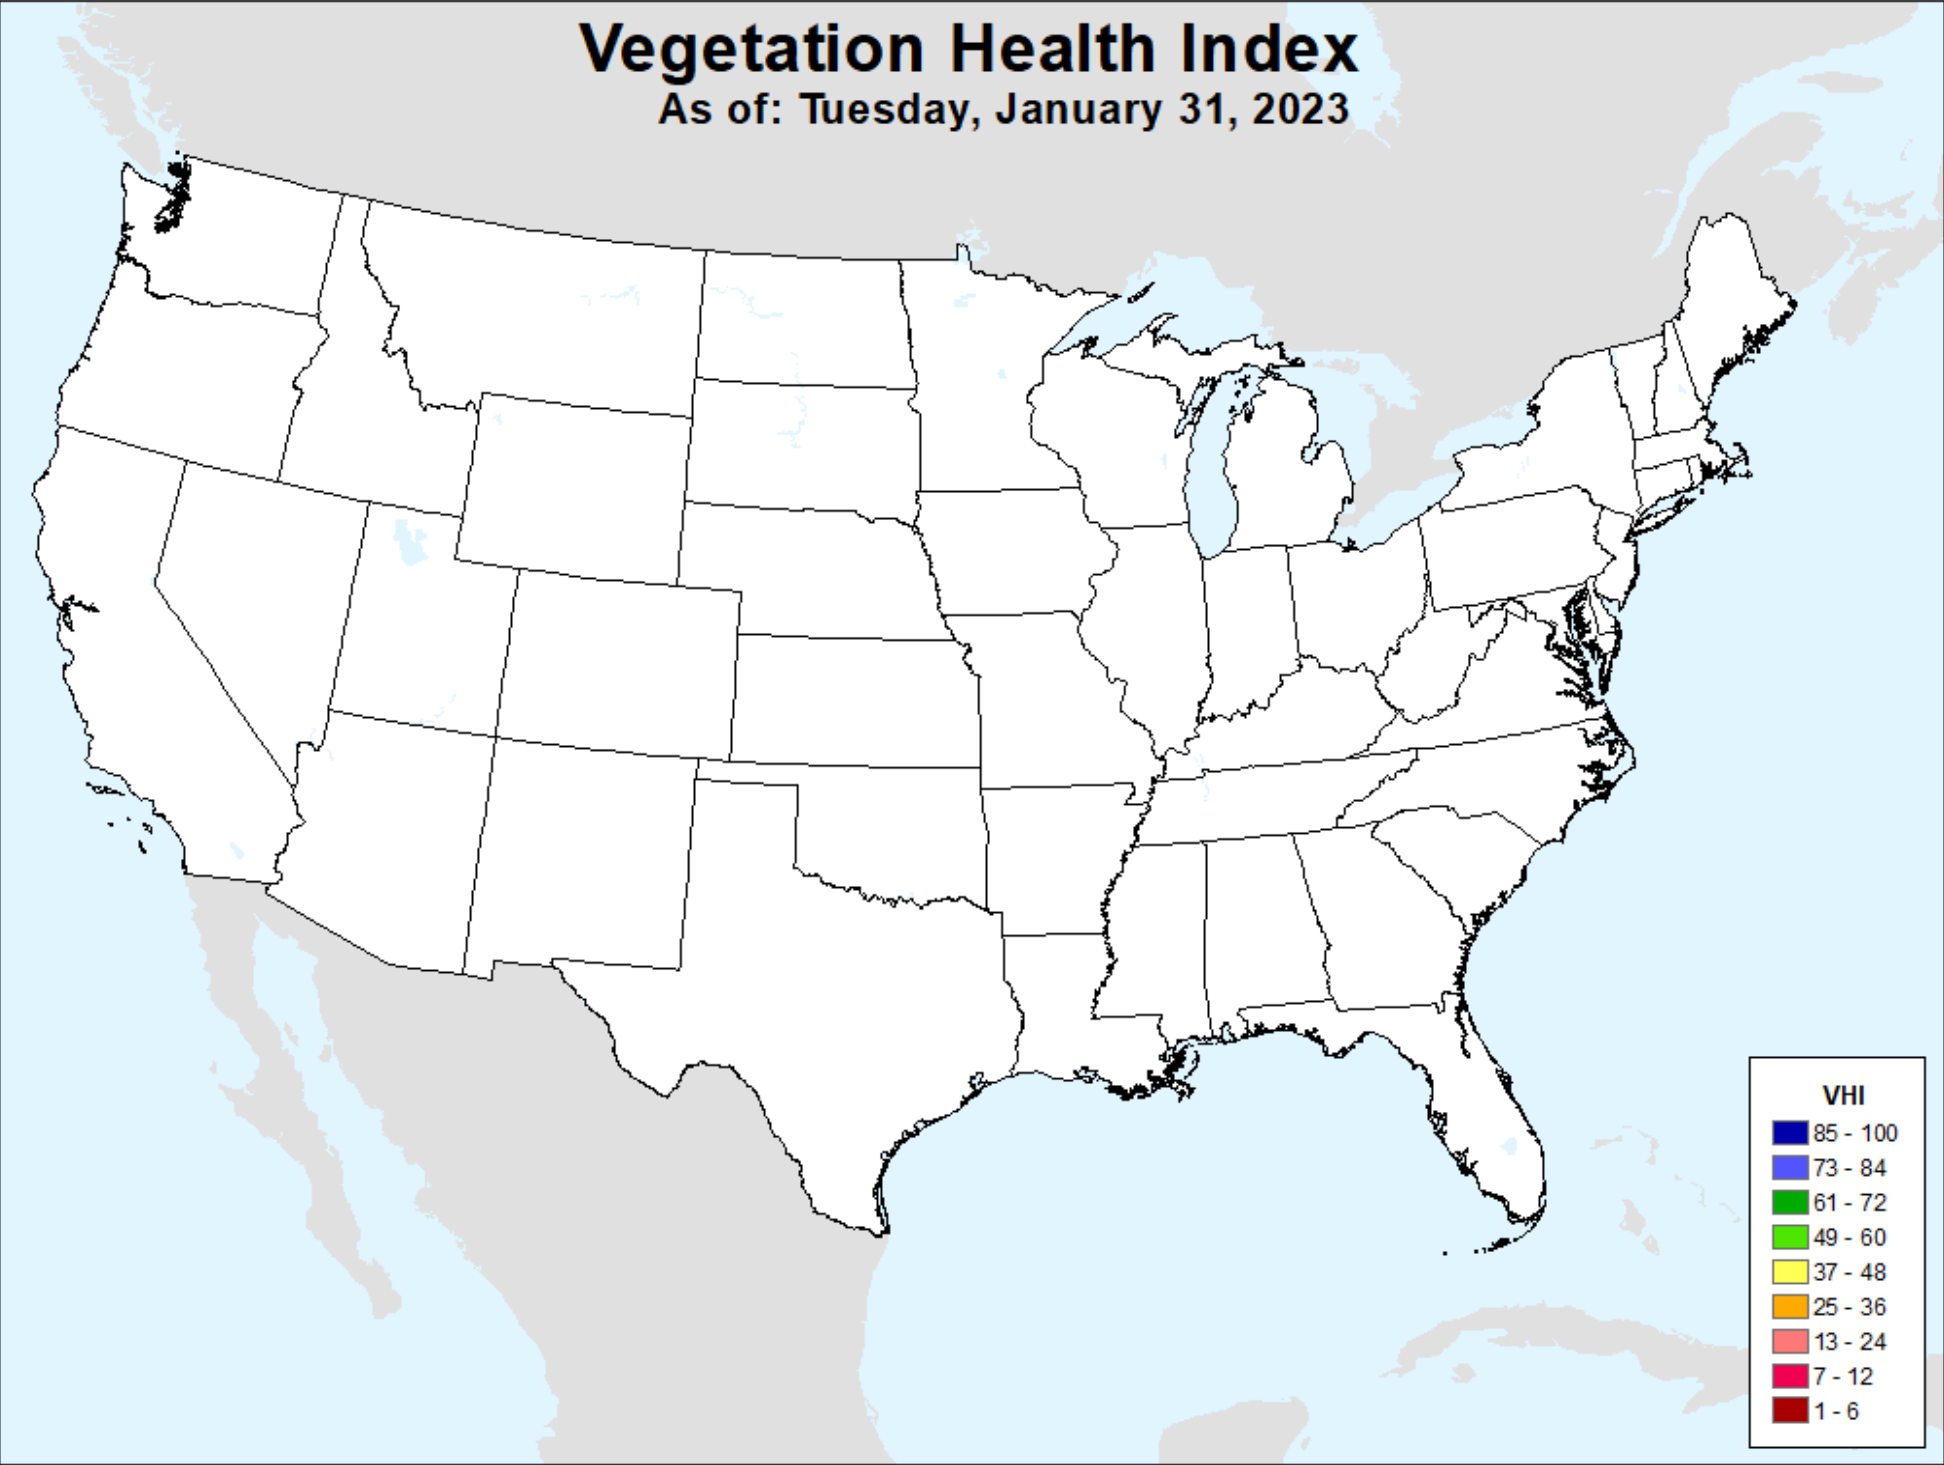 Vegetation Health Index
As of: Tuesday, January 31, 2023
VHI
85 - 100
73 - 84
61 - 72
49 - 60
37 - 48
25 - 36
13 - 24
7 - 12
1 - 6